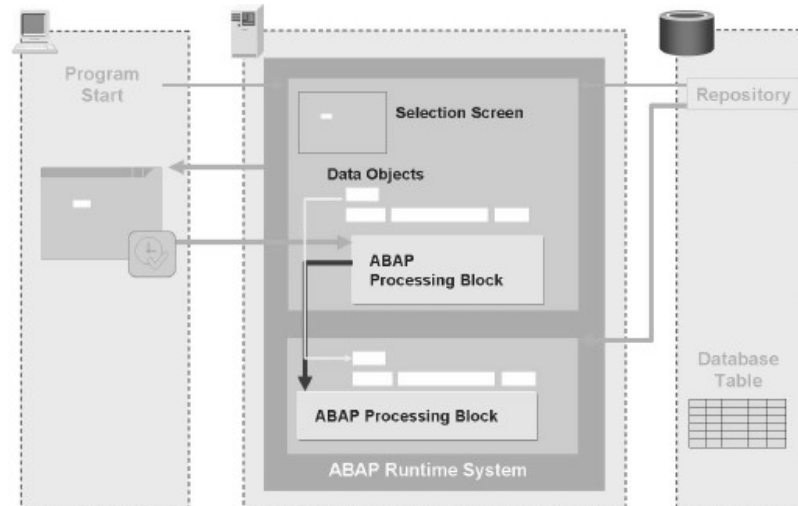 Program
Start
Selection Screen
Repository
Data Objects
ABAP
Processing Block
Database
Table
ABAP Processing Block
ABAP Runtime System